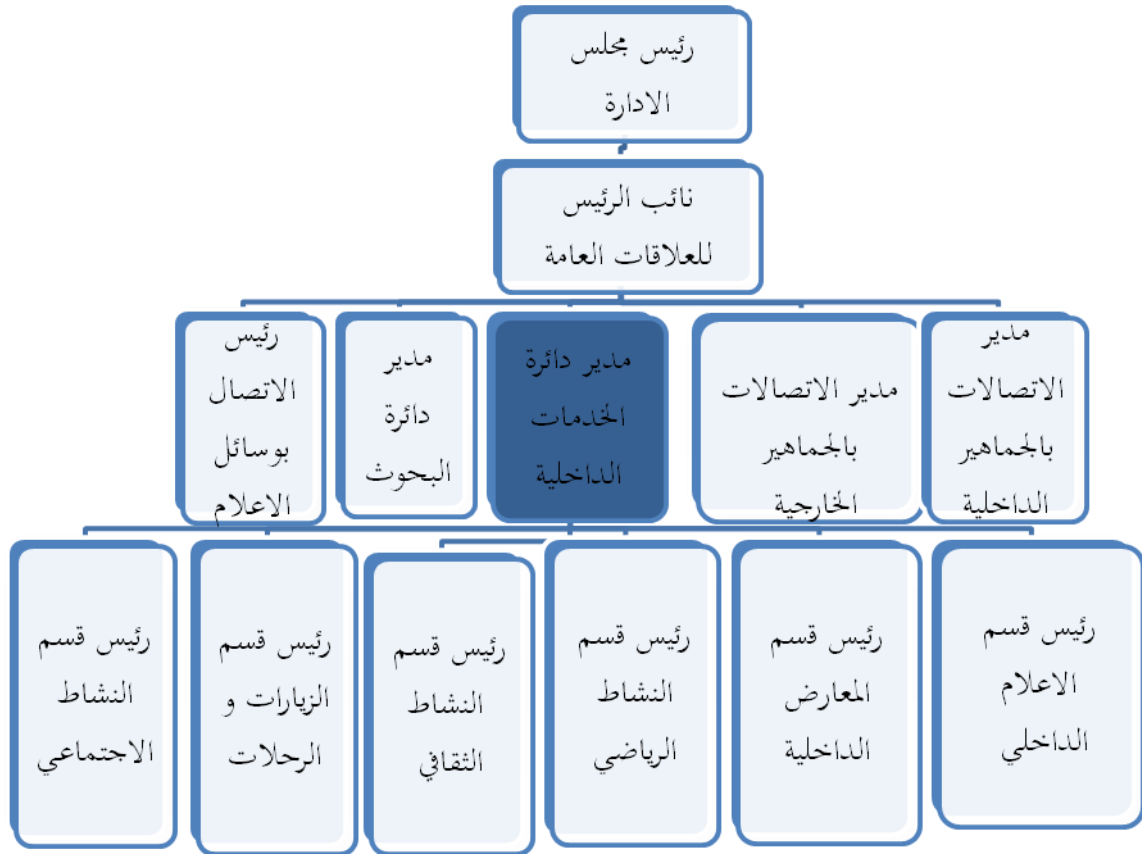 رئيس مجلس
الادارة
نائب الرئيس
للعلاقات العامة
مدير
الاتصالات
بالجماهير
الداخلية
مدير الاتصالات
بالجماهير
الخارجية
مدير دائرة
الخدمات
الداخلية
مدير
دائرة
البحوث
رئيس
الاتصال
بوسائل
الاعلام
رئيس قسم
الاعلام
الداخلي
رئيس قسم
المعارض
الداخلية
رئيس قسم
النشاط
الرياضي
رئيس قسم
النشاط
الثقافي
رئيس قسم
الزيارات و
الرحلات
رئيس قسم
النشاط
الاجتماعي